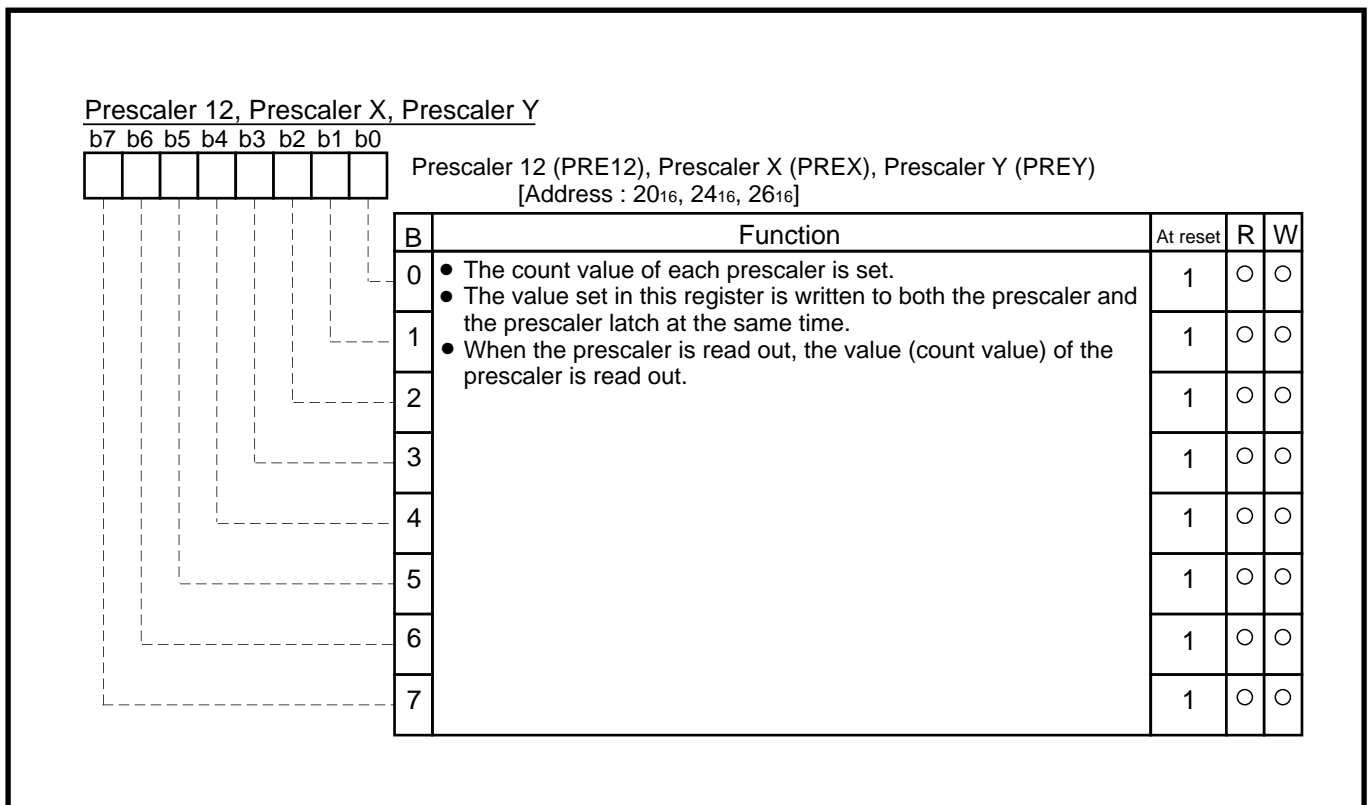 Prescaler 12, Prescaler X, Prescaler Y
b7 b6 b5 b4 b3 b2 b1 b0
Prescaler 12 (PRE12), Prescaler X (PREX), Prescaler Y (PREY)
[Address : 20₁₆, 24₁₆, 26₁₆]
B Function At reset R W
0 ● The count value of each prescaler is set. 1 ○ ○
● The value set in this register is written to both the prescaler and
the prescaler latch at the same time.
1 1 ○ ○
● When the prescaler is read out, the value (count value) of the
prescaler is read out.
2 1 ○ ○
3 1 ○ ○
4 1 ○ ○
5 1 ○ ○
6 1 ○ ○
7 1 ○ ○